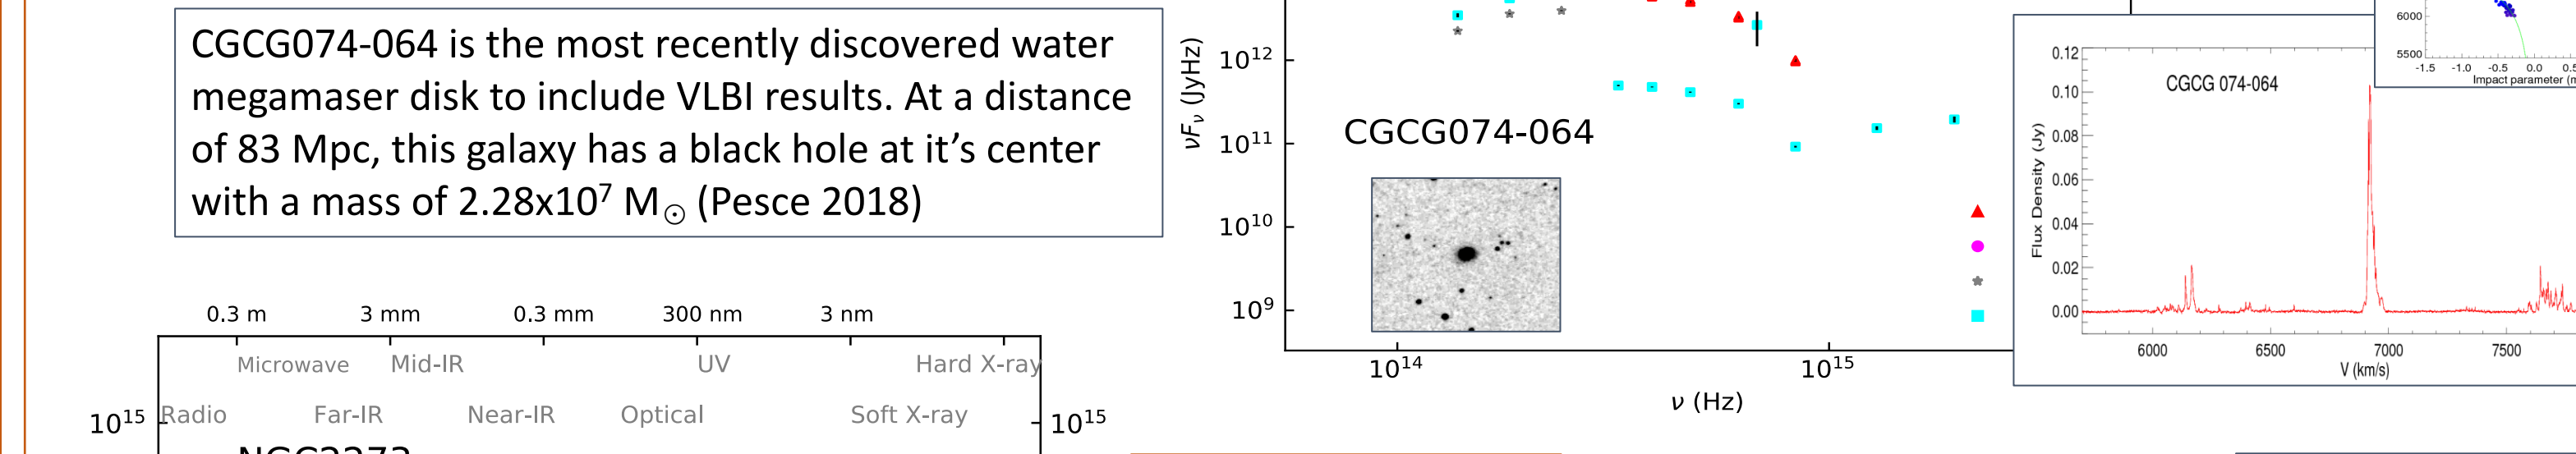 CGCG074-064 is the most recently discovered water
megamaser disk to include VLBI results. At a distance
of 83 Mpc, this galaxy has a black hole at it’s center
with a mass of 2.28x10⁷ M☉ (Pesce 2018)
0.3 m 3 mm 0.3 mm 300 nm 3 nm
Microwave Mid-IR UV Hard X-ray
Radio Far-IR Near-IR Optical Soft X-ray
10¹⁵ 10¹⁵
NGC2273
νFν (JyHz)
10¹²
10¹¹
10¹⁰
10⁹
CGCG074-064
10¹⁴ 10¹⁵
ν (Hz)
6000
5500
-1.5 -1.0 -0.5 0.0
Impact parameter
CGCG 074-064
Flux Density (Jy)
0.12
0.10
0.08
0.06
0.04
0.02
0.00
6000 6500 7000 7500
V (km/s)